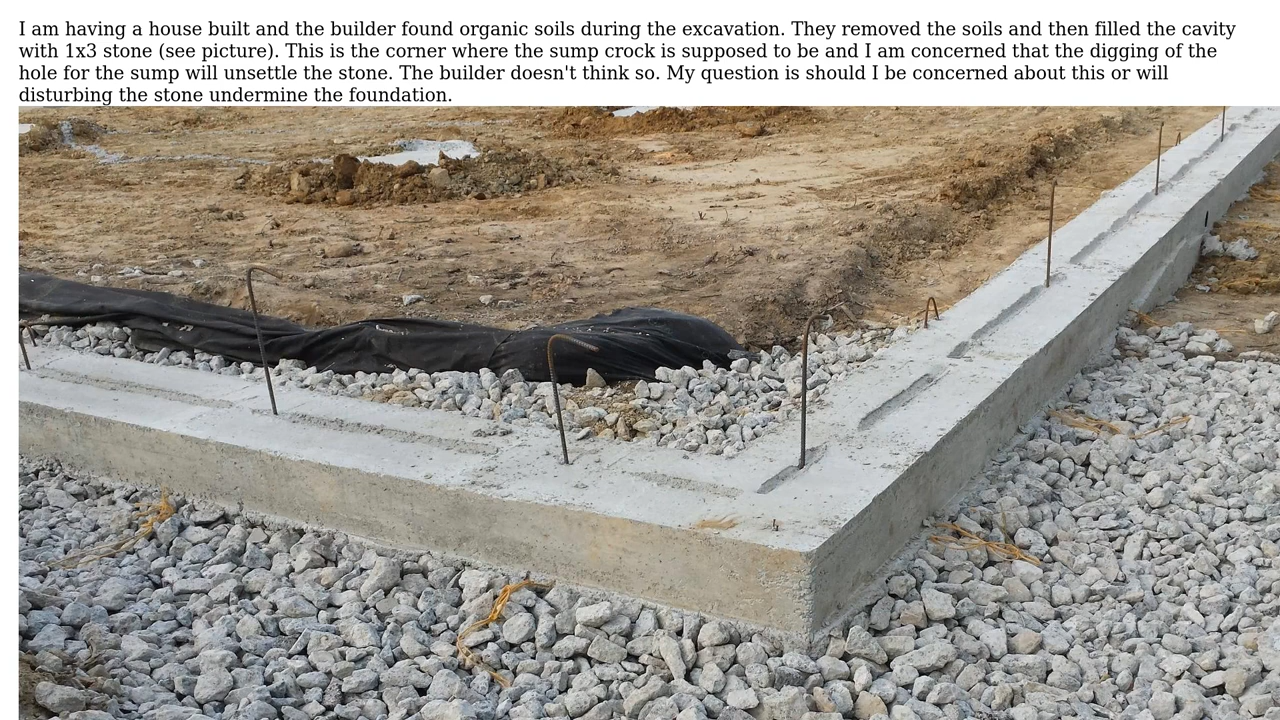 I am having a house built and the builder found organic soils during the excavation. They removed the soils and then filled the cavity
with 1x3 stone (see picture). This is the corner where the sump crock is supposed to be and I am concerned that the digging of the
hole for the sump will unsettle the stone. The builder doesn't think so. My question is should I be concerned about this or will
disturbing the stone undermine the foundation.